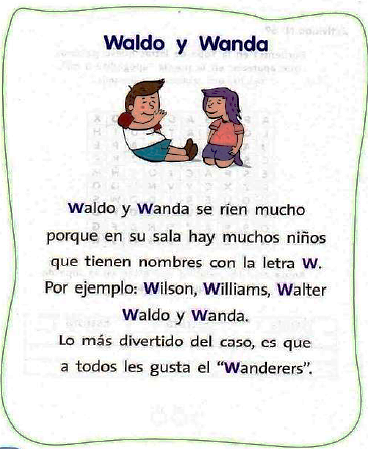 Waldo y Wanda
Waldo y Wanda se ríen mucho
porque en su sala hay muchos niños
que tienen nombres con la letra W.
Por ejemplo: Wilson, Williams, Walter
Waldo y Wanda.
Lo más divertido del caso, es que
a todos les gusta el “Wanderers”.